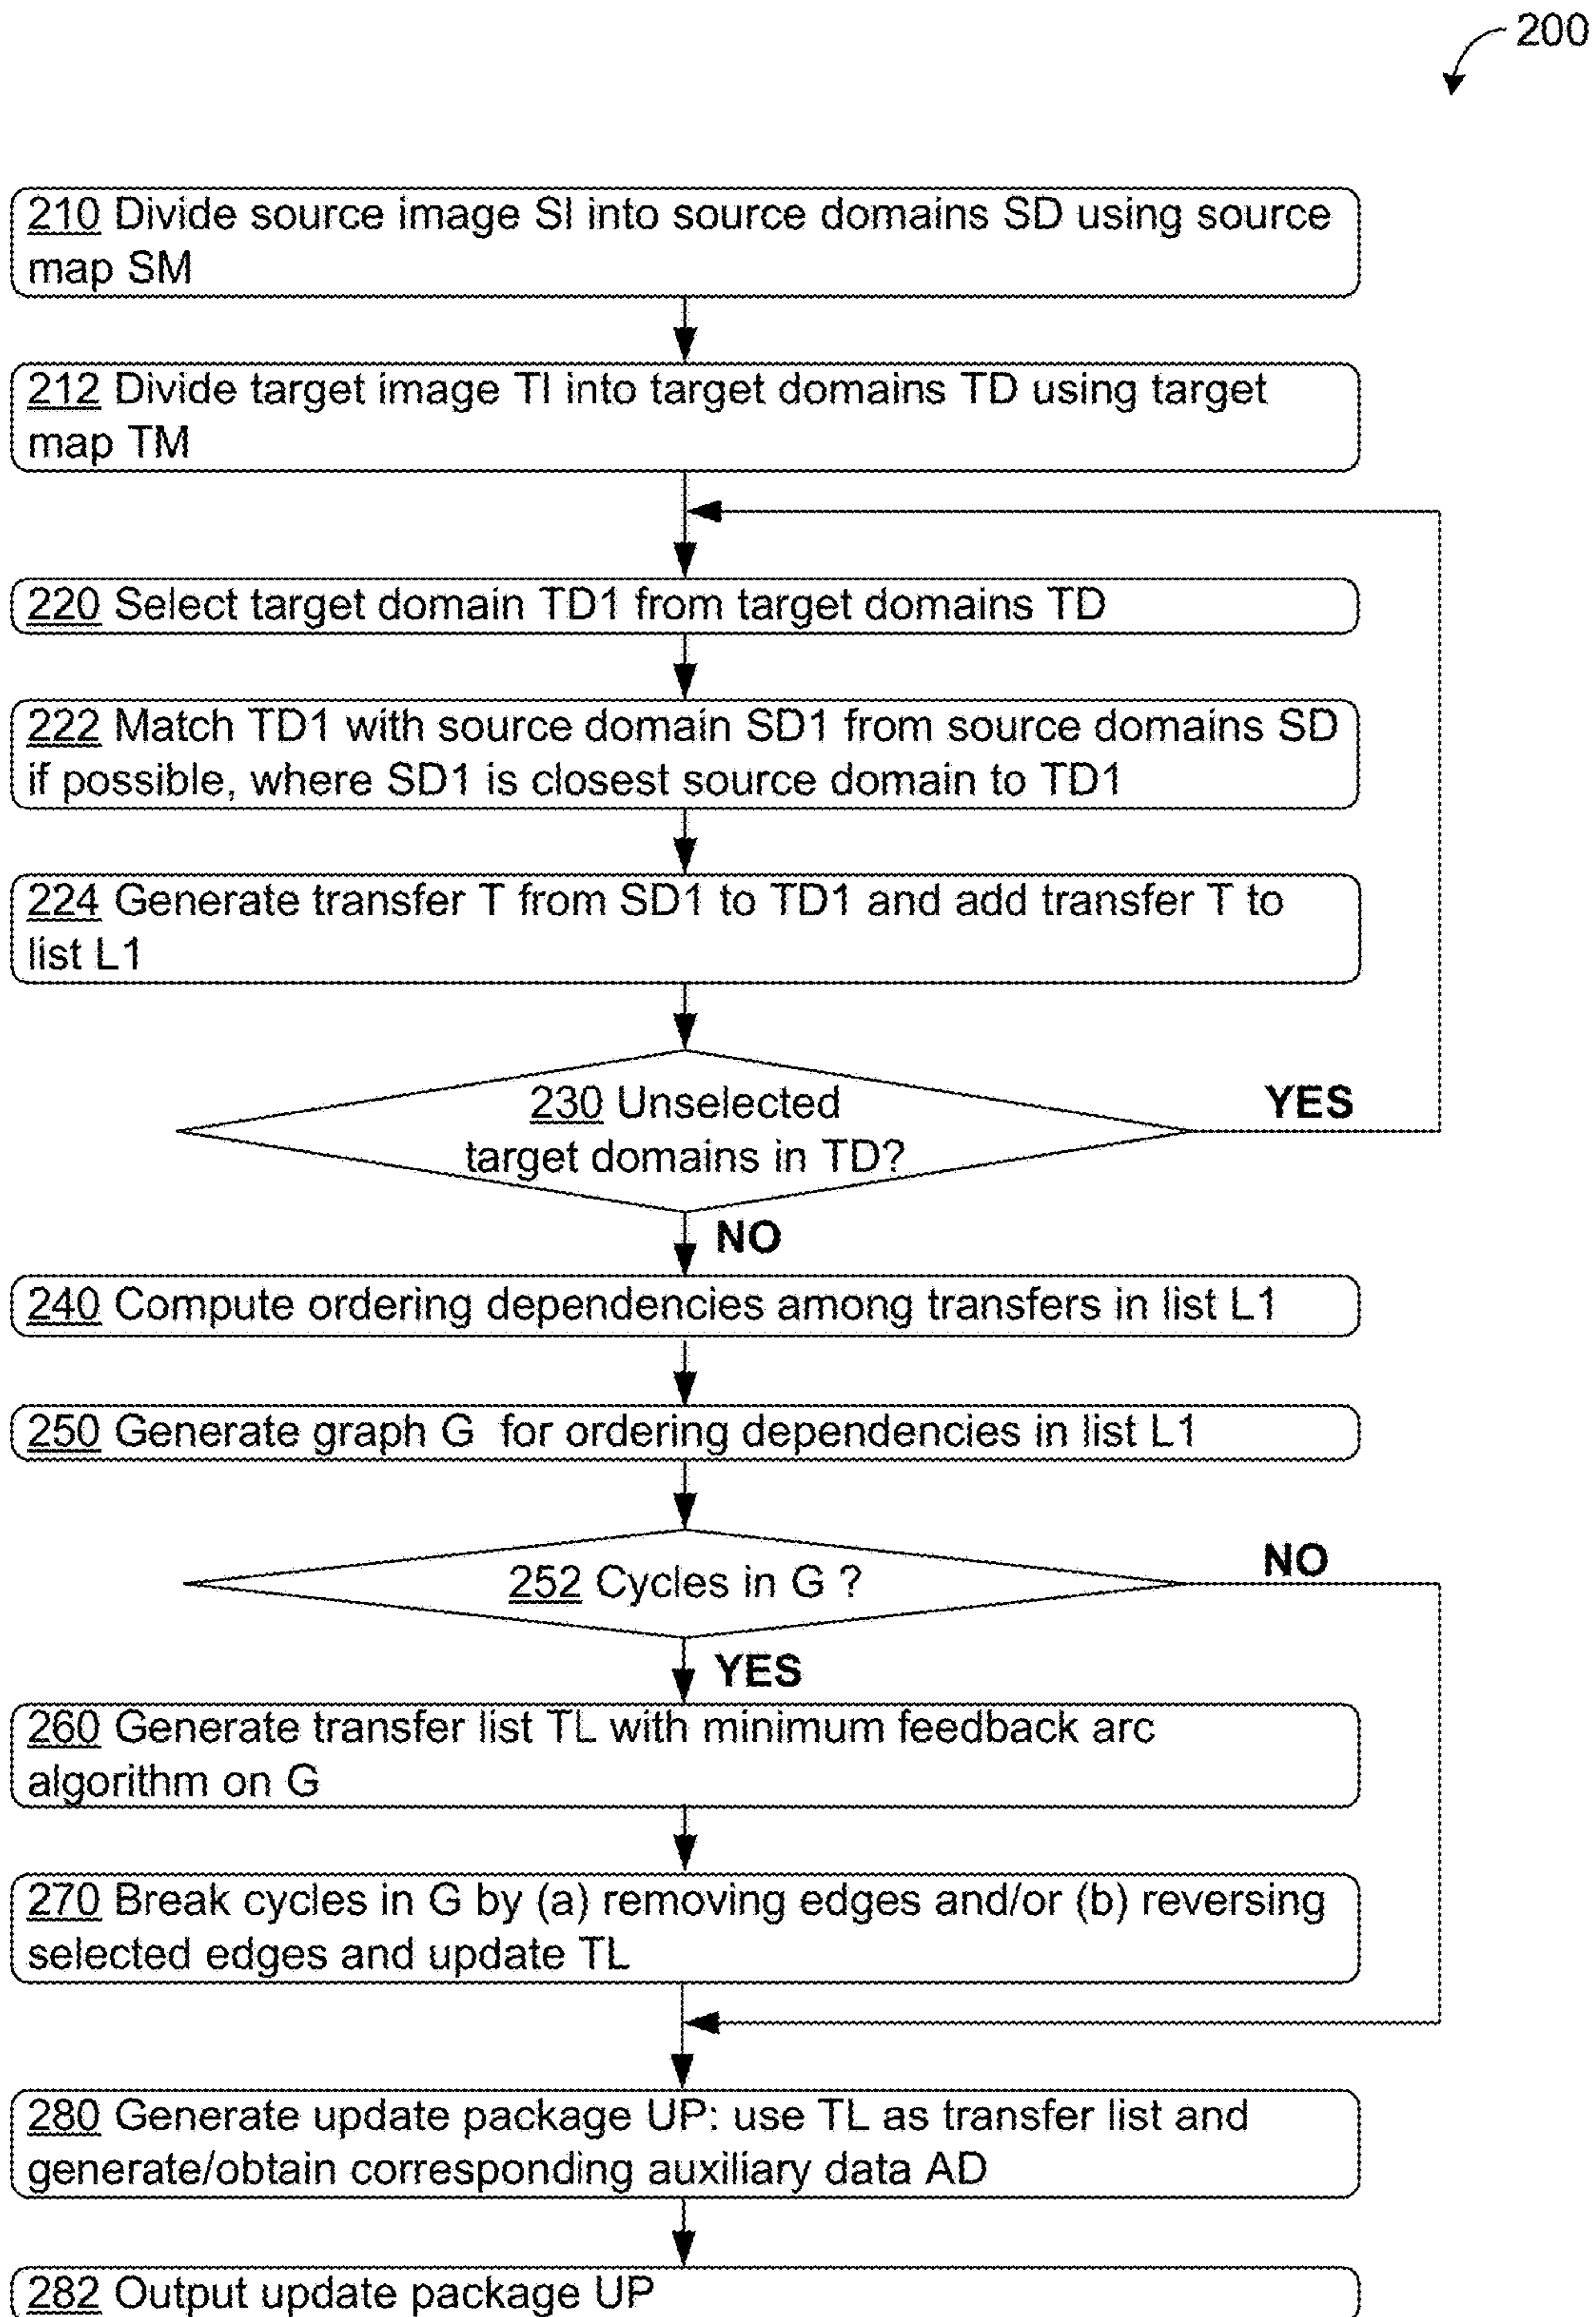 200
210 Divide source image SI into source domains SD using source
map SM
212 Divide target image TI into target domains TD using target
map TM
220 Select target domain TD1 from target domains TD
222 Match TD1 with source domain SD1 from source domains SD
if possible, where SD1 is closest source domain to TD1
224 Generate transfer T from SD1 to TD1 and add transfer T to
list L1
230 Unselected
YES
target domains in TD?
NO
240 Compute ordering dependencies among transfers in list L1
250 Generate graph G for ordering dependencies in list L1
252 Cycles in G ?
NO
YES
260 Generate transfer list TL with minimum feedback arc
algorithm on G
270 Break cycles in G by (a) removing edges and/or (b) reversing
selected edges and update TL
280 Generate update package UP: use TL as transfer list and
generate/obtain corresponding auxiliary data AD
282 Output update package UP